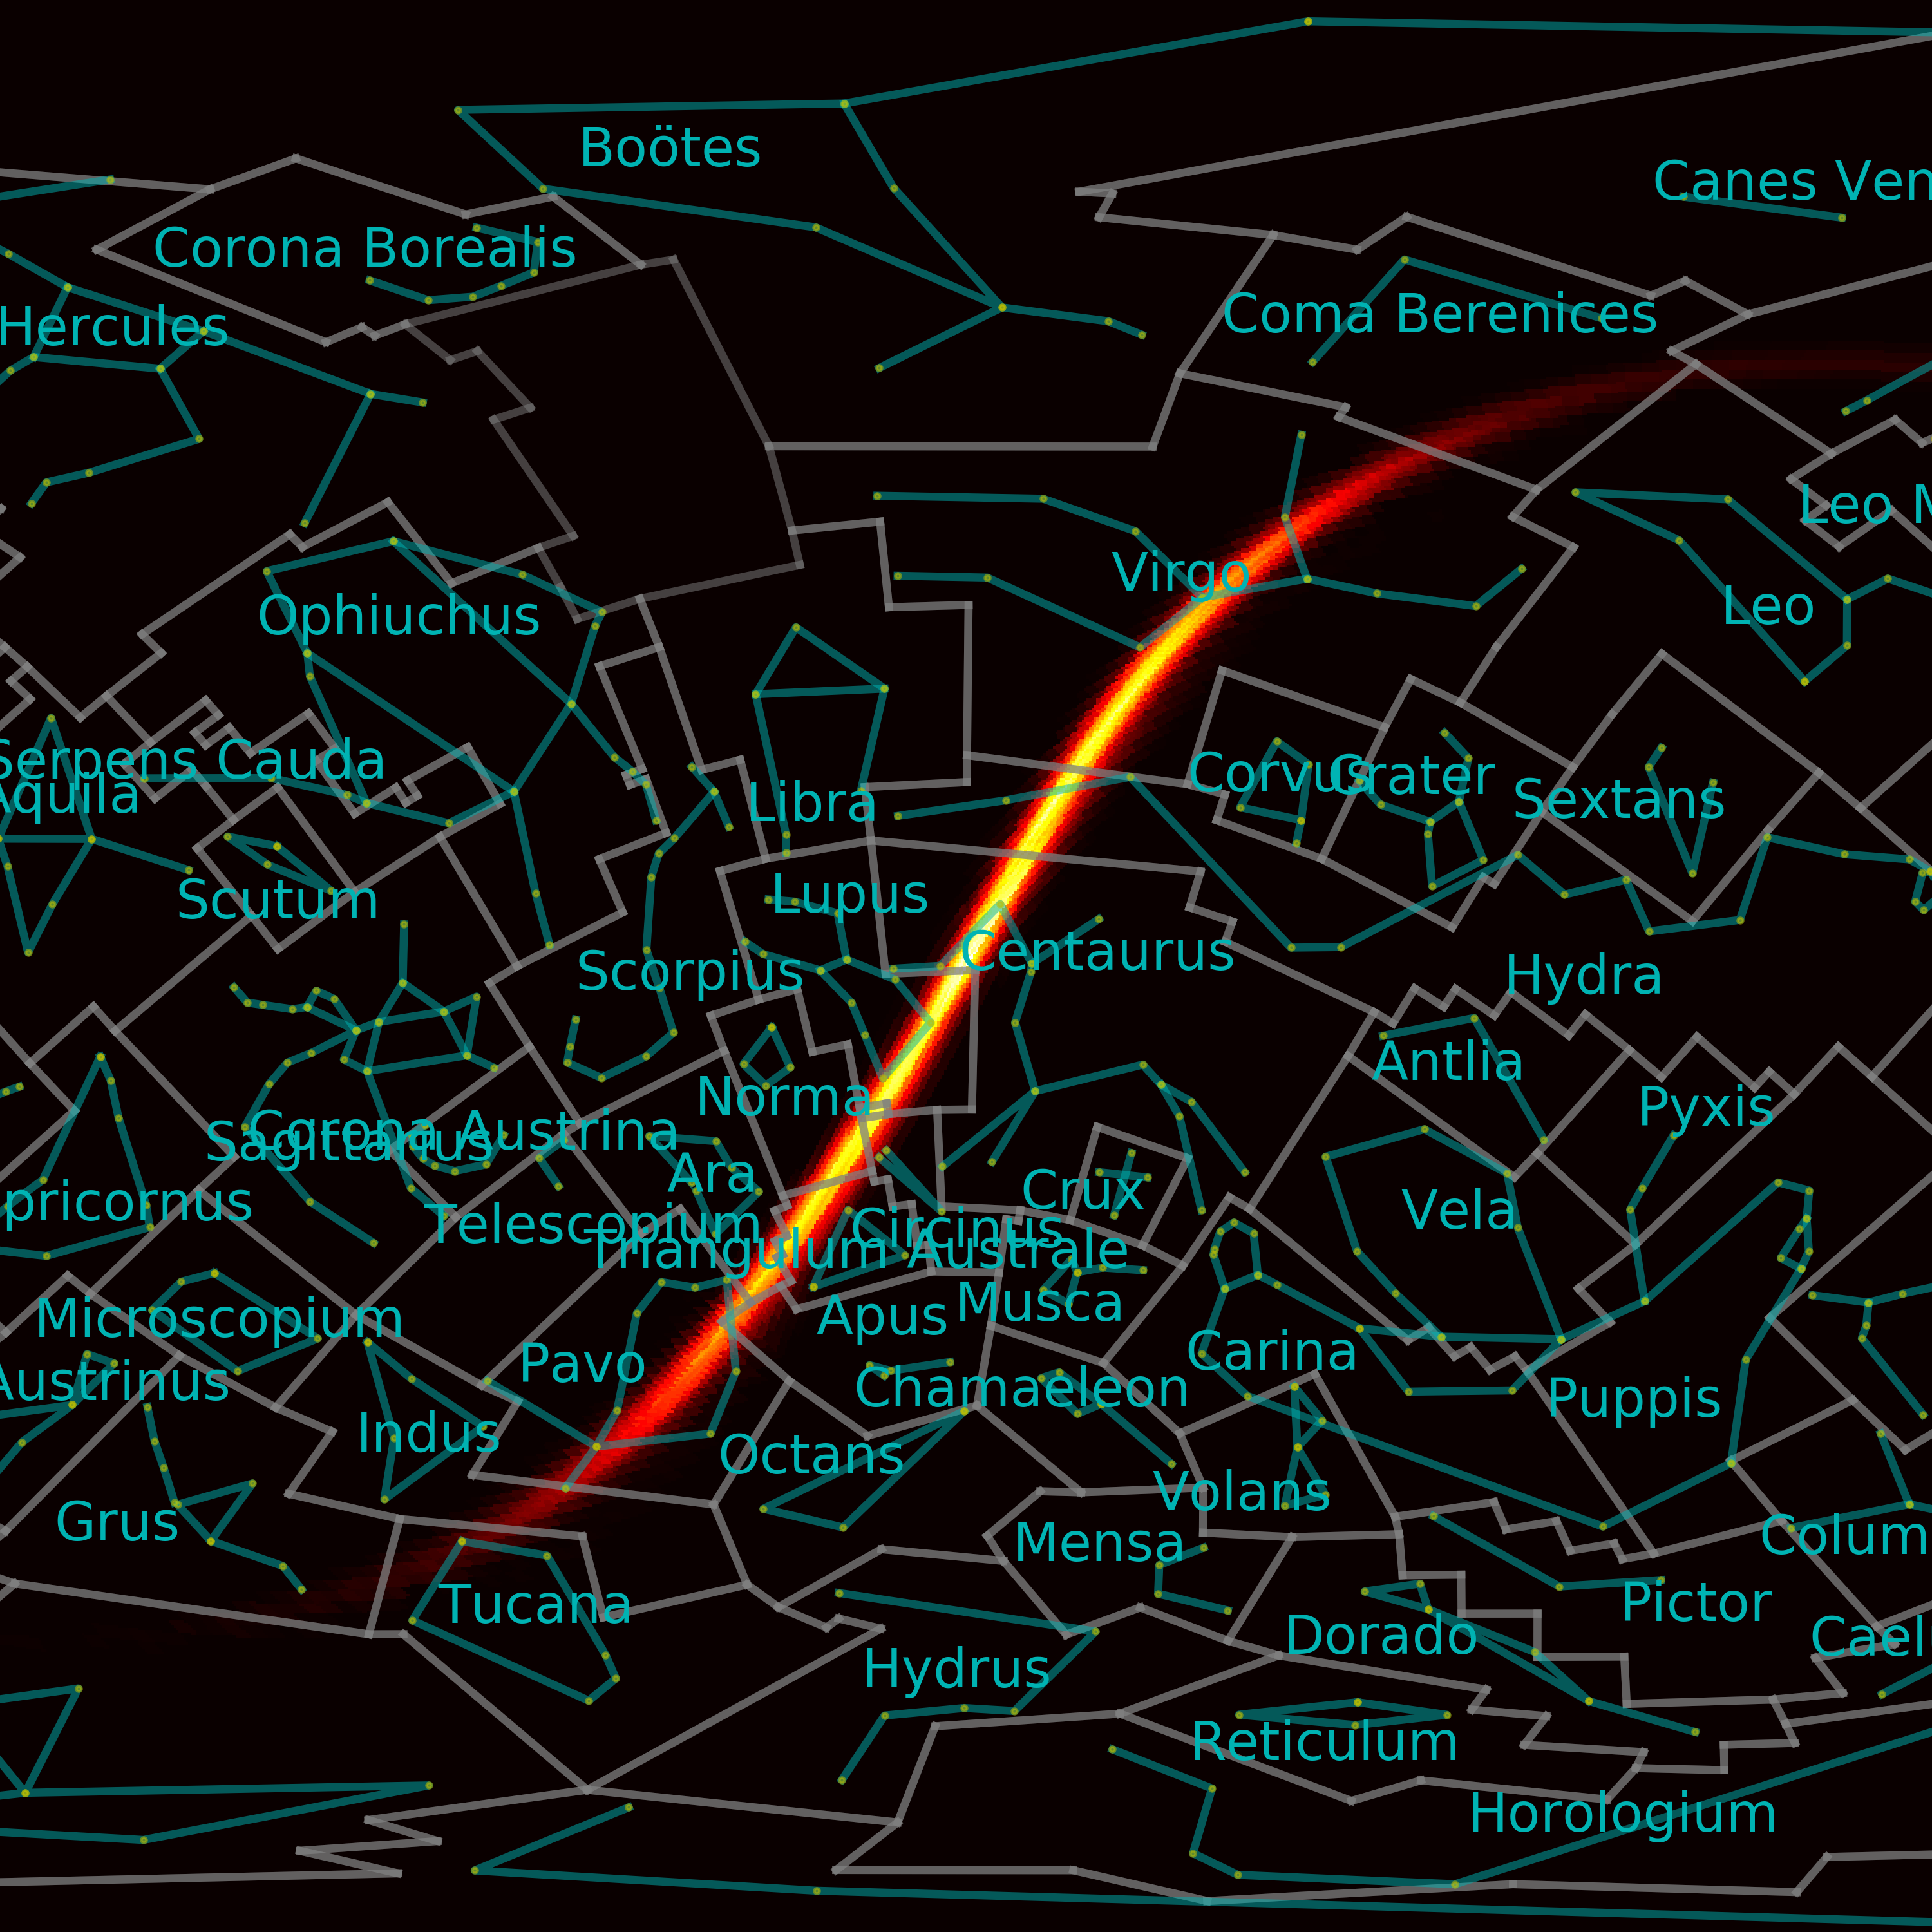 Boötes
Canes Ven
Corona Borealis
Hercules
Coma Berenices
Leo M
Virgo
Ophiuchus
Leo
Serpens Cauda
Aquila
Libra
Corvus
Crater
Sextans
Scutum
Lupus
Scorpius
Centaurus
Hydra
Antlia
Norma
Pyxis
Corona Austrina
Sagittarius
Ara
Crux
pricornus
Telescopium
Vela
Circinus
Triangulum Australe
Microscopium
Apus
Musca
Pavo
Carina
Austrinus
Chamaeleon
Puppis
Indus
Octans
Volans
Grus
Mensa
Colum
Tucana
Pictor
Dorado
Cael
Hydrus
Reticulum
Horologium